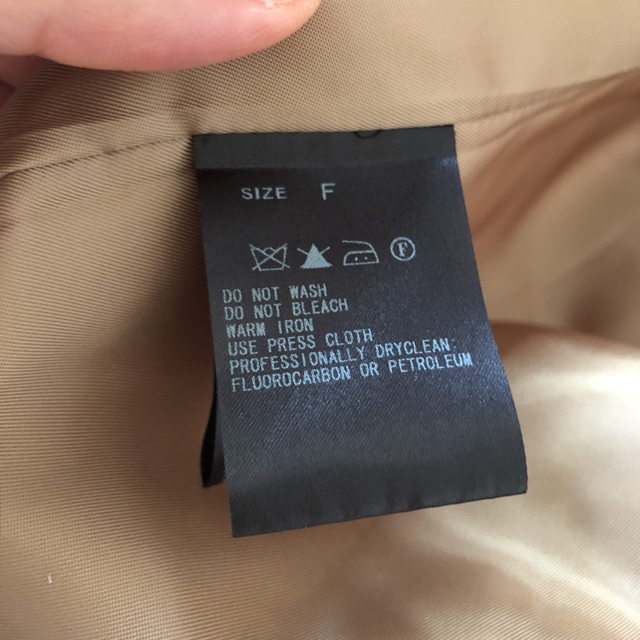 SIZE F
F
DO NOT WASH
DO NOT BLEACH
WARM IRON
USE PRESS CLOTH
PROFESSIONALLY DRYCLEAN
FLUOROCARBON OR PETROLEUM